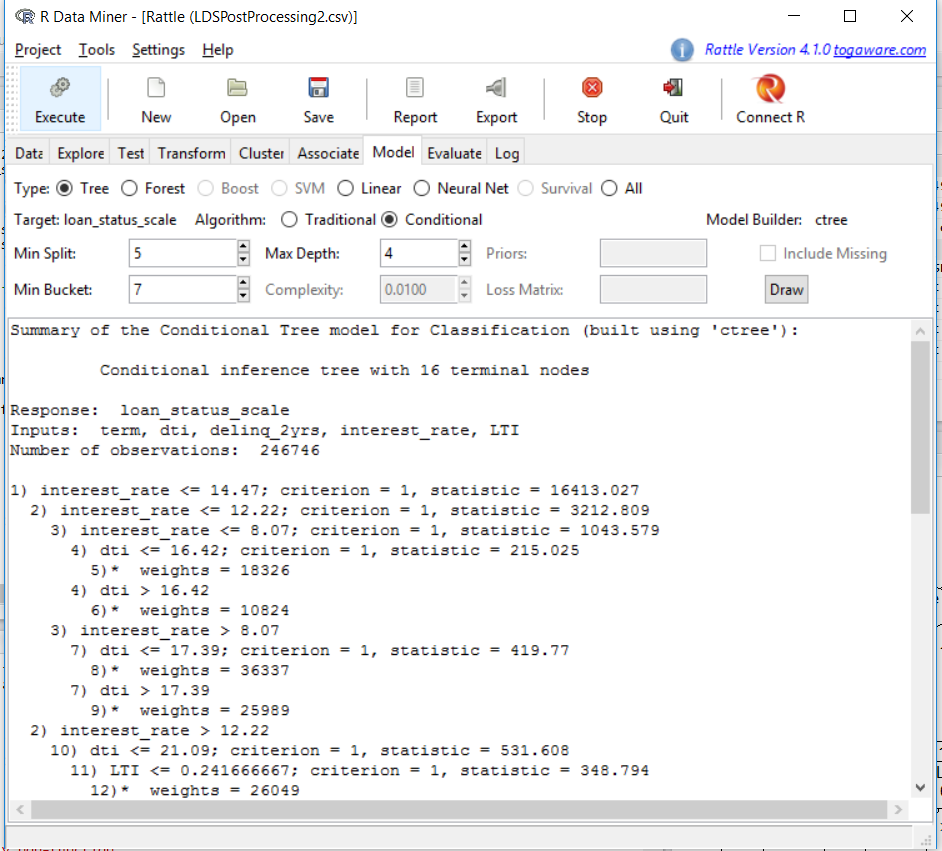 R Data Miner - [Rattle (LDSPostProcessing2.csv)]
Project Tools Settings Help Rattle Version 4.1.0 togaware.com
Execute New Open Save Report Export Stop Quit Connect R
Data Explore Test Transform Cluster Associate Model Evaluate Log
Type: Tree Forest Boost SVM Linear Neural Net Survival All
Target: loan_status_scale Algorithm: Traditional Conditional Model Builder: ctree
Min Split: 5 Max Depth: 4 Priors: Include Missing
Min Bucket: 7 Complexity: 0.0100 Loss Matrix: Draw
Summary of the Conditional Tree model for Classification (built using 'ctree'):
Conditional inference tree with 16 terminal nodes
Response: loan_status_scale
Inputs: term, dti, delinq_2yrs, interest_rate, LTI
Number of observations: 246746
1) interest_rate <= 14.47; criterion = 1, statistic = 16413.027
2) interest_rate <= 12.22; criterion = 1, statistic = 3212.809
3) interest_rate <= 8.07; criterion = 1, statistic = 1043.579
4) dti <= 16.42; criterion = 1, statistic = 215.025
5)* weights = 18326
4) dti > 16.42
6)* weights = 10824
3) interest_rate > 8.07
7) dti <= 17.39; criterion = 1, statistic = 419.77
8)* weights = 36337
7) dti > 17.39
9)* weights = 25989
2) interest_rate > 12.22
10) dti <= 21.09; criterion = 1, statistic = 531.608
11) LTI <= 0.241666667; criterion = 1, statistic = 348.794
12)* weights = 26049